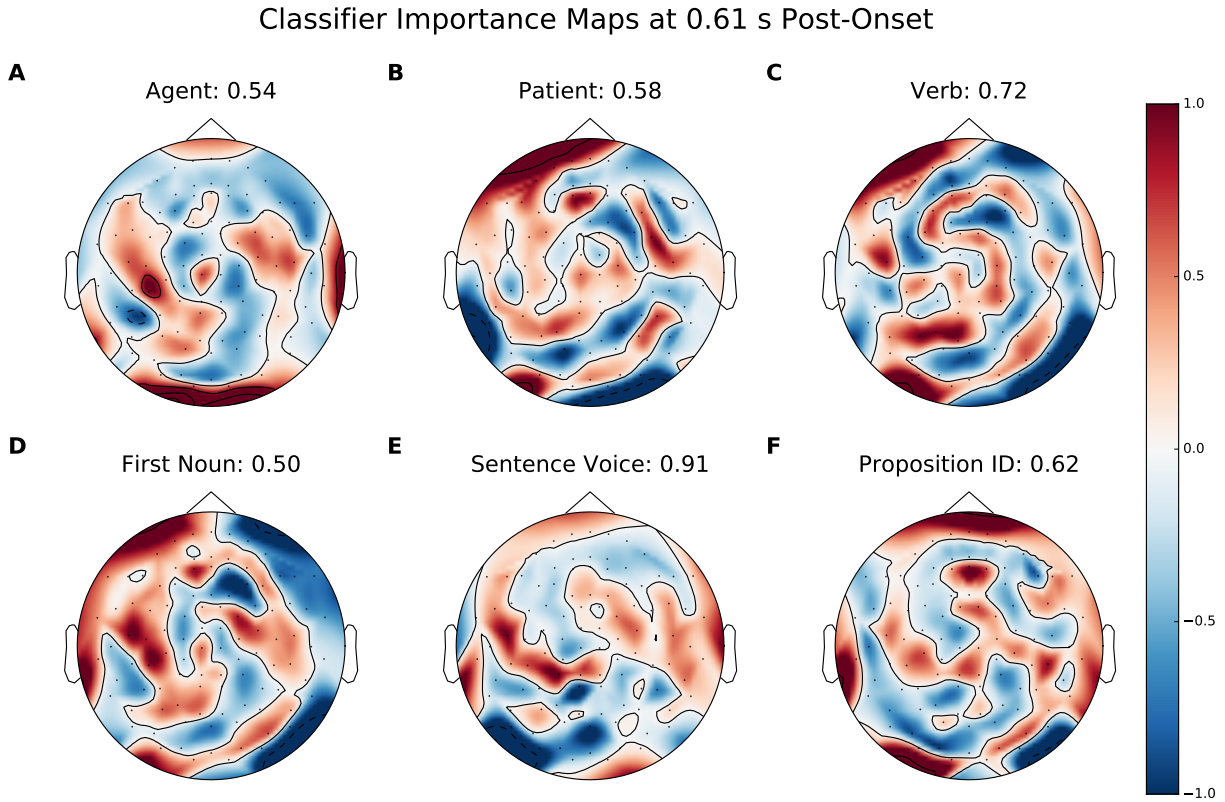 Classifier Importance Maps at 0.61 s Post-Onset
A
Agent: 0.54
B
Patient: 0.58
C
Verb: 0.72
1.0
0.5
0.0
−0.5
−1.0
D
First Noun: 0.50
E
Sentence Voice: 0.91
F
Proposition ID: 0.62